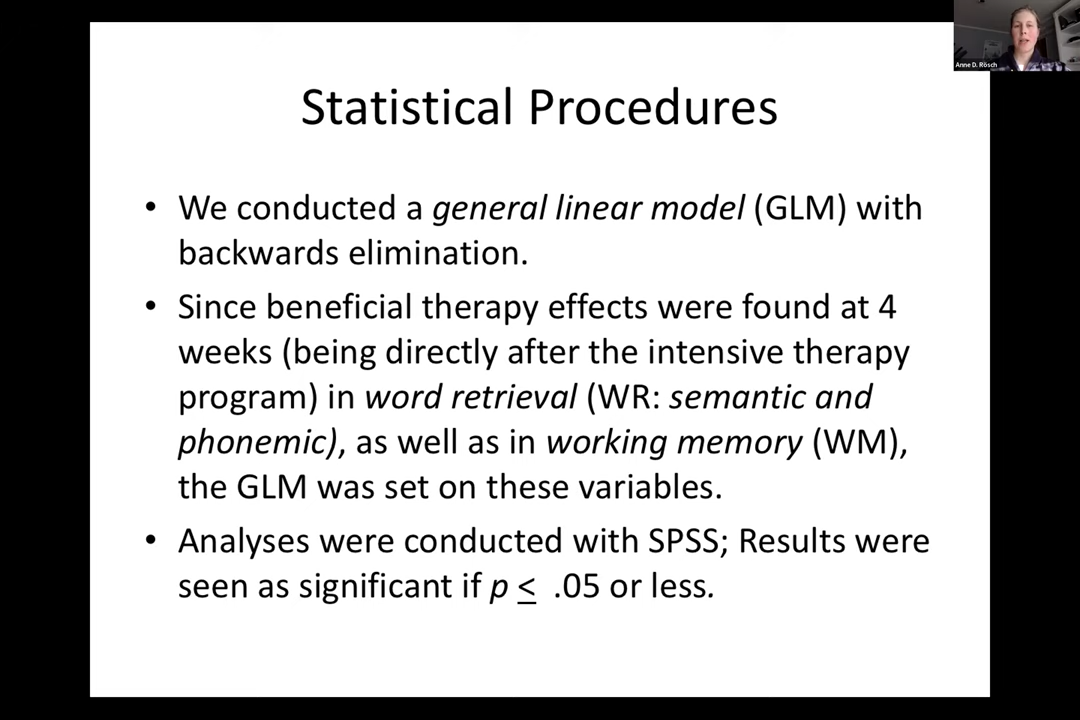 Anne D. Rösch
Statistical Procedures
• We conducted a general linear model (GLM) with
backwards elimination.
• Since beneficial therapy effects were found at 4
weeks (being directly after the intensive therapy
program) in word retrieval (WR: semantic and
phonemic), as well as in working memory (WM),
the GLM was set on these variables.
• Analyses were conducted with SPSS; Results were
seen as significant if p ≤ .05 or less.